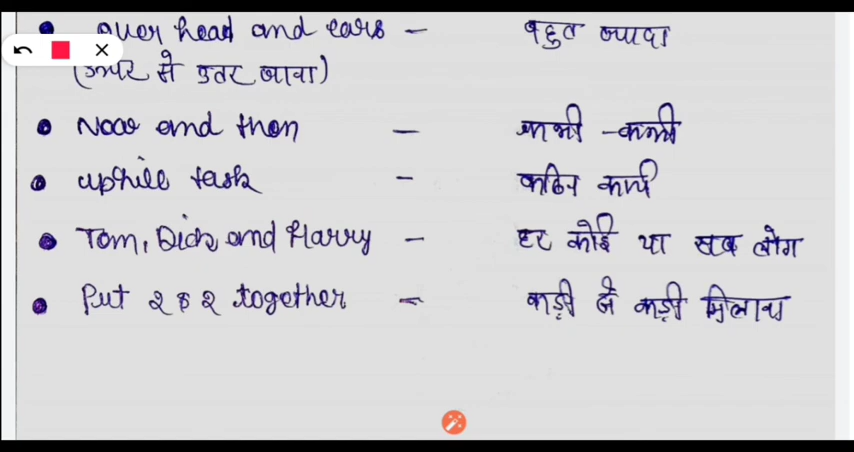 over head and ears – बहुत ज्यादा
(ऊपर से उतर जाना)
Now and then – कभी-कभी
uphill task – कठिन कार्य
Tom, Dick and Harry – हर कोई या सब लोग
Put 2 & 2 together – कड़ी से कड़ी मिलाना